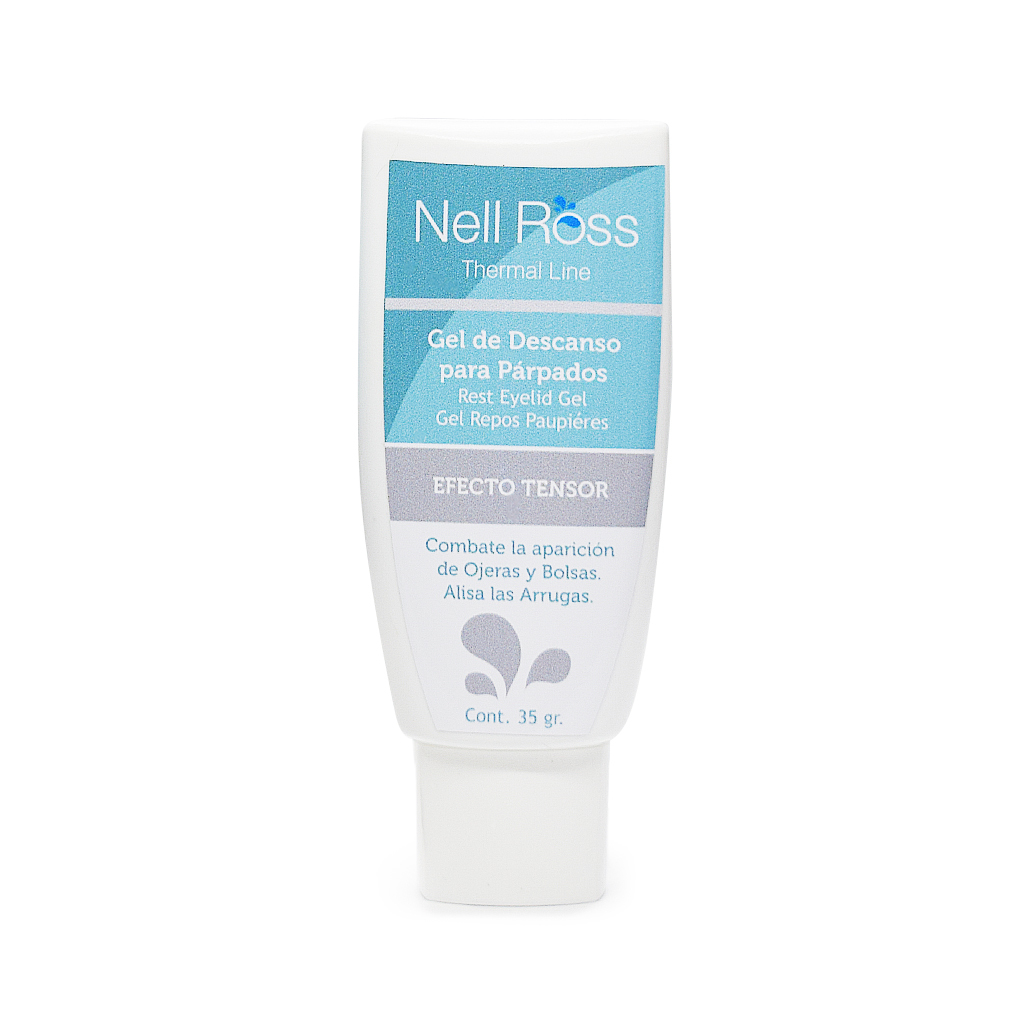 Nell Ross
Thermal Line
Gel de Descanso
para Párpados
Rest Eyelid Gel
Gel Repos Paupiéres
EFECTO TENSOR
Combate la aparición
de Ojeras y Bolsas.
Alisa las Arrugas.
Cont. 35 gr.